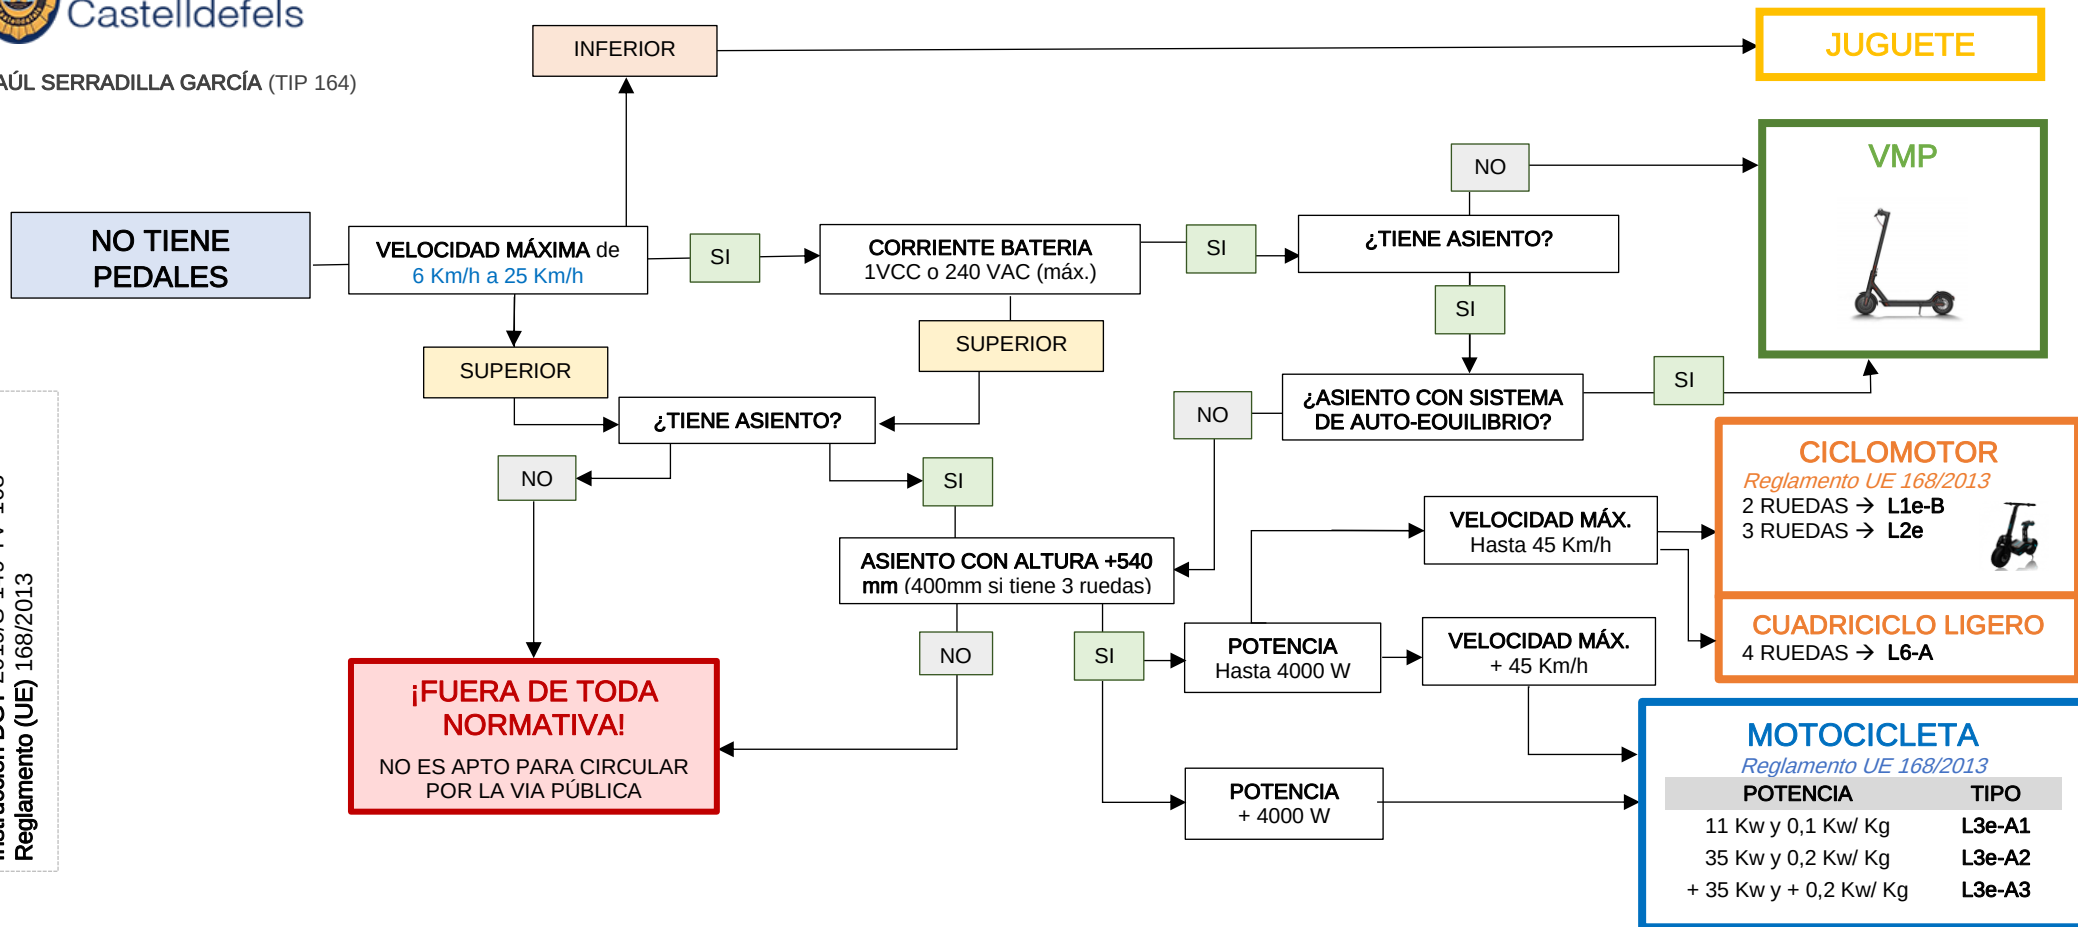 Castelldefels
AÚL SERRADILLA GARCÍA (TIP 164)
INFERIOR
JUGUETE
NO
VMP
NO TIENE
PEDALES
VELOCIDAD MÁXIMA de
6 Km/h a 25 Km/h
SI
CORRIENTE BATERIA
1VCC o 240 VAC (máx.)
SI
¿TIENE ASIENTO?
SI
SUPERIOR
SUPERIOR
¿TIENE ASIENTO?
NO
¿ASIENTO CON SISTEMA
DE AUTO-EOUILIBRIO?
SI
NO
SI
CICLOMOTOR
Reglamento UE 168/2013
2 RUEDAS → L1e-B
3 RUEDAS → L2e
VELOCIDAD MÁX.
Hasta 45 Km/h
ASIENTO CON ALTURA +540
mm (400mm si tiene 3 ruedas)
CUADRICICLO LIGERO
4 RUEDAS → L6-A
NO
SI
POTENCIA
Hasta 4000 W
VELOCIDAD MÁX.
+ 45 Km/h
¡FUERA DE TODA
NORMATIVA!
NO ES APTO PARA CIRCULAR
POR LA VIA PÚBLICA
POTENCIA
+ 4000 W
MOTOCICLETA
Reglamento UE 168/2013
POTENCIA TIPO
11 Kw y 0,1 Kw/ Kg L3e-A1
35 Kw y 0,2 Kw/ Kg L3e-A2
+ 35 Kw y + 0,2 Kw/ Kg L3e-A3
Reglamento (UE) 168/2013